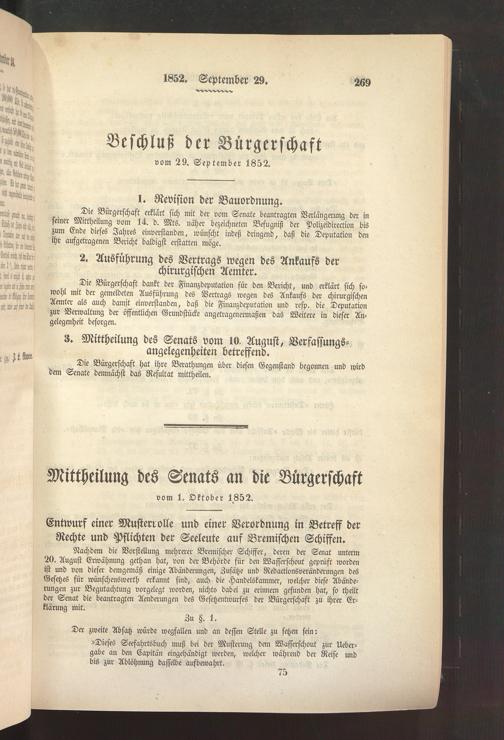 1852. September 29.
269
Beschluß der Bürgerschaft
vom 29. September 1852.
1. Revision der Bauordnung.
Die Bürgerschaft erklärt sich mit der vom Senate beantragten Verlängerung der in
seiner Mittheilung vom 14. d. Mts. näher bezeichneten Befugniß der Polizeidirection bis
zum Ende dieses Jahres einverstanden, wünscht indeß dringend, daß die Deputation den
ihr aufgetragenen Bericht baldigst erstatten möge.
2. Ausführung des Vertrags wegen des Ankaufs der
chirurgischen Aemter.
Die Bürgerschaft dankt der Finanzdeputation für den Bericht, und erklärt sich so-
wohl mit der gemeldeten Ausführung des Vertrags wegen des Ankaufs der chirurgischen
Aemter als auch damit einverstanden, daß die Finanzdeputation und resp. die Deputation
zur Verwaltung der öffentlichen Grundstücke angetragenermaßen das Weitere in dieser An-
gelegenheit besorgen.
3. Mittheilung des Senats vom 10. August, Verfassungs-
angelegenheiten betreffend.
Die Bürgerschaft hat ihre Berathungen über diesen Gegenstand begonnen und wird
dem Senate demnächst das Resultat mittheilen.
Mittheilung des Senats an die Bürgerschaft
vom 1. Oktober 1852.
Entwurf einer Musterrolle und einer Verordnung in Betreff der
Rechte und Pflichten der Seeleute auf Bremischen Schiffen.
Nachdem die Vorstellung mehrerer Bremischer Schiffer, deren der Senat unterm
20. August Erwähnung gethan hat, von der Behörde für den Wasserschout geprüft worden
ist und von dieser demgemäß einige Abänderungen, Zusätze und Redactionsveränderungen des
Gesetzes für wünschenswerth erkannt sind, auch die Handelskammer, welcher diese Abände-
rungen zur Begutachtung vorgelegt worden, nichts dabei zu erinnern gefunden hat, so theilt
der Senat die beantragten Aenderungen des Gesetzentwurfes der Bürgerschaft zu ihrer Er-
klärung mit.
Zu §. 1.
Der zweite Absatz würde wegfallen und an dessen Stelle zu setzen sein:
»Dieses Seefahrtsbuch muß bei der Musterung dem Wasserschout zur Ueber-
gabe an den Capitän eingehändigt werden, welcher während der Reise und
bis zur Ablöhnung dasselbe aufbewahrt.
75